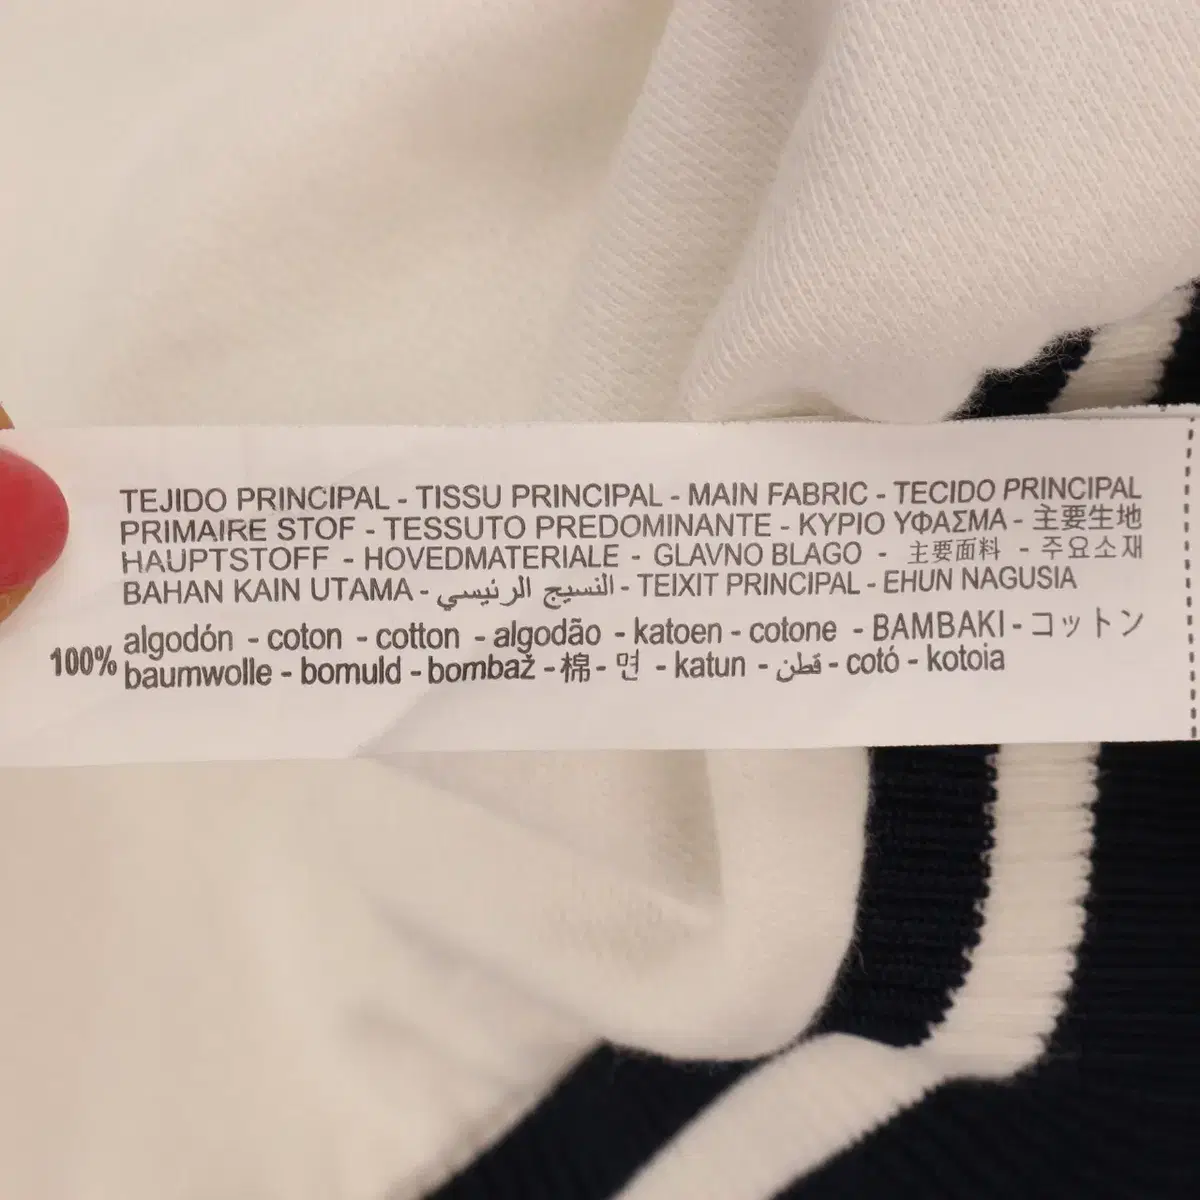 TEJIDO PRINCIPAL - TISSU PRINCIPAL - MAIN FABRIC - TECIDO PRINCIPAL
PRIMAIRE STOF - TESSUTO PREDOMINANTE - ΚΥΡΙΟ ΥΦΑΣΜΑ - 主要生地
HAUPTSTOFF - HOVEDMATERIALE - GLAVNO BLAGO - 主要面料 - 주요소재
BAHAN KAIN UTAMA - النسيج الرئيسي - TEIXIT PRINCIPAL - EHUN NAGUSIA
algodón - coton - cotton - algodão - katoen - cotone - BAMBAKI - コットン
100% baumwolle - bomuld - bombaž - 棉 - 면 - katun - قطن - cotó - kotoia